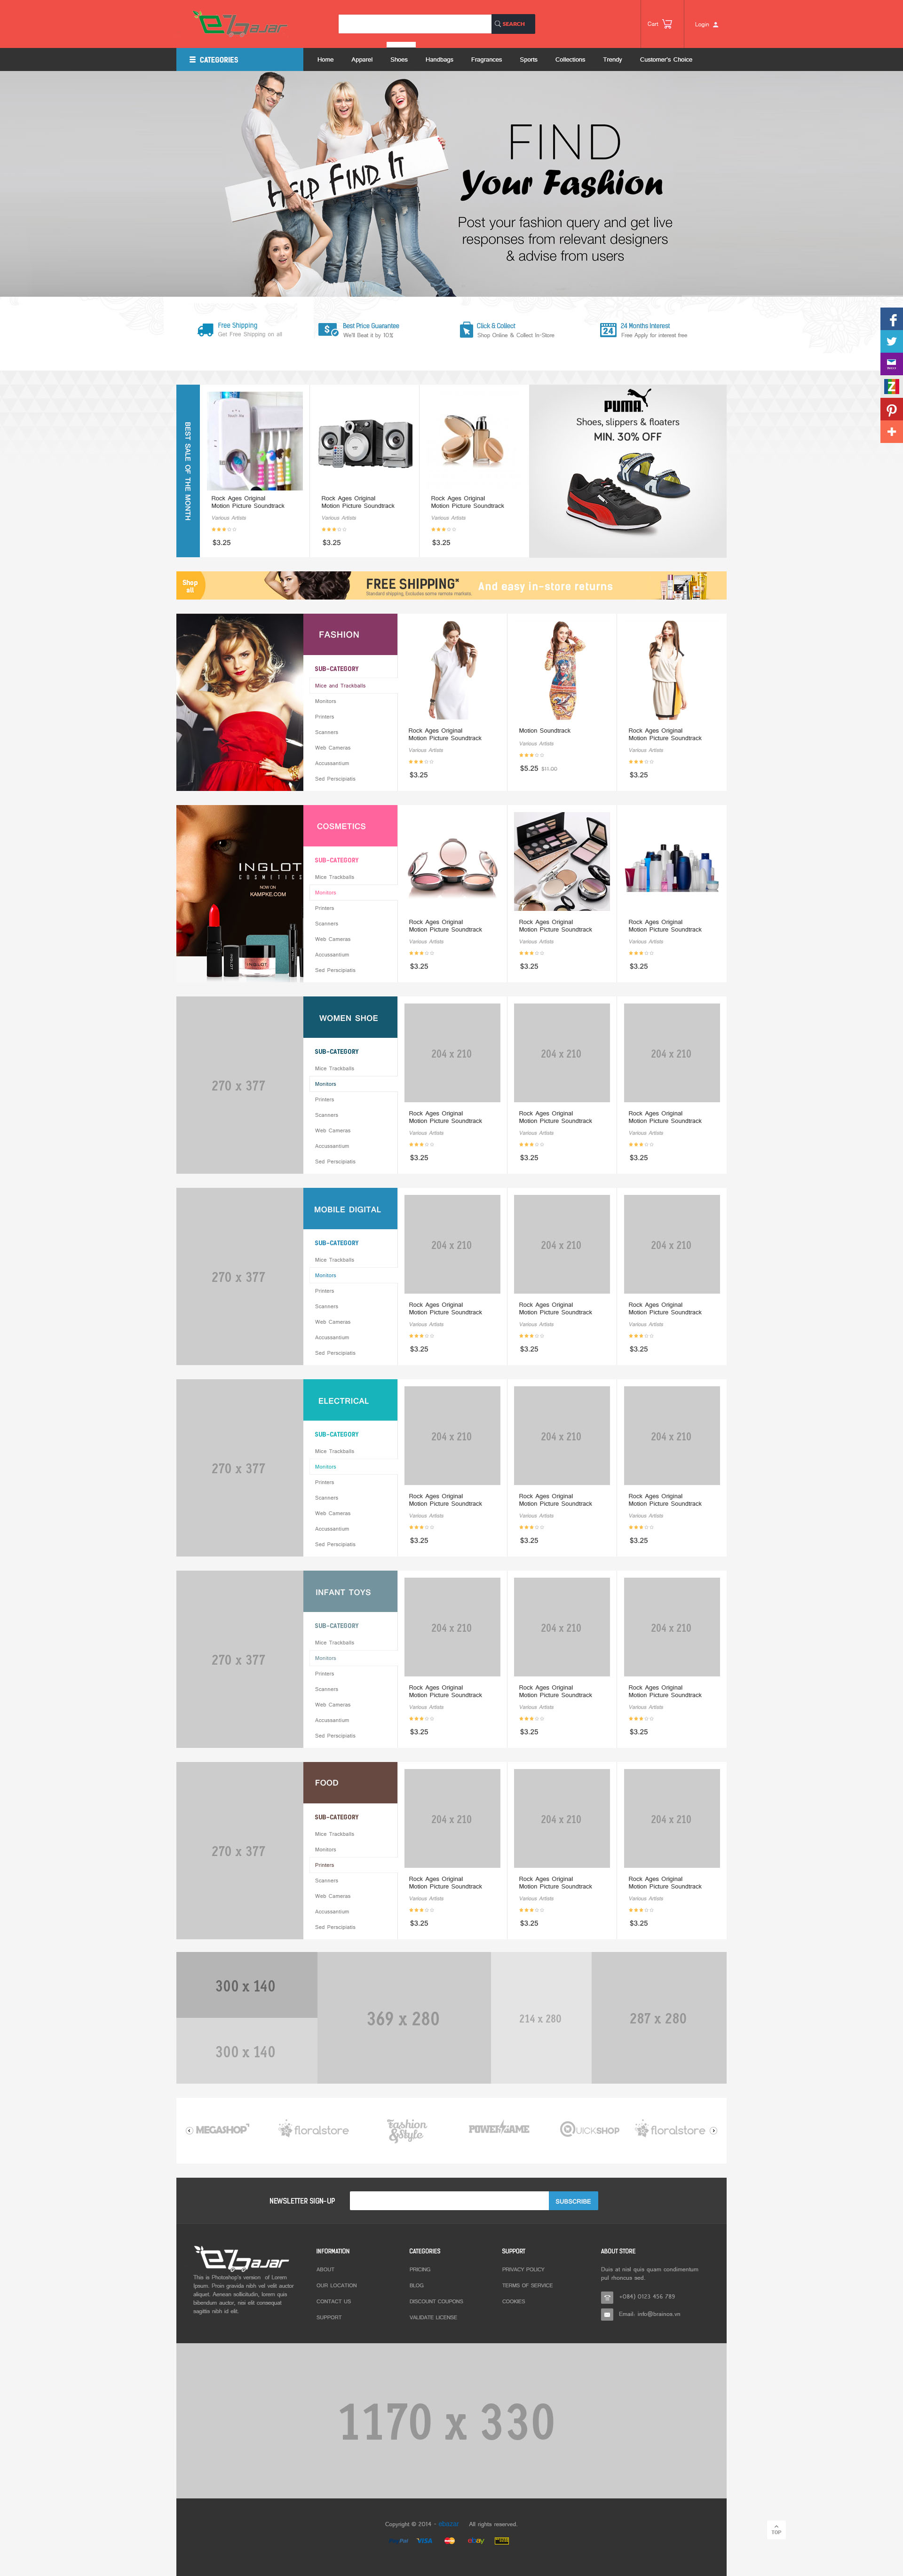 ezbajar
SEARCH
Cart
Login
CATEGORIES
Home
Apparel
Shoes
Handbags
Fragrances
Sports
Collections
Trendy
Customer's Choice
HELP FIND IT
FIND
Your Fashion
Post your fashion query and get live
responses from relevant designers
& advise from users
Free Shipping
Get Free Shipping on all
Best Price Guarantee
We'll Beat it by 10%
Click & Collect
Shop Online & Collect In-Store
24 Months Interest
Free Apply for interest free
BEST SALE OF THE MONTH
Rock Ages Original
Motion Picture Soundtrack
Various Artists
$3.25
Rock Ages Original
Motion Picture Soundtrack
Various Artists
$3.25
Rock Ages Original
Motion Picture Soundtrack
Various Artists
$3.25
PUMA
Shoes, slippers & floaters
MIN. 30% OFF
Shop
all
FREE SHIPPING*
Standard shipping, Excludes some remote markets.
And easy in-store returns
FASHION
SUB-CATEGORY
Mice and Trackballs
Monitors
Printers
Scanners
Web Cameras
Accussantium
Sed Perscipiatis
Rock Ages Original
Motion Picture Soundtrack
Various Artists
$3.25
Motion Soundtrack
Various Artists
$5.25 $11.00
Rock Ages Original
Motion Picture Soundtrack
Various Artists
$3.25
INGLOT
COSMETICS
NOW ON
KAMPKE.COM
COSMETICS
SUB-CATEGORY
Mice Trackballs
Monitors
Printers
Scanners
Web Cameras
Accussantium
Sed Perscipiatis
Rock Ages Original
Motion Picture Soundtrack
Various Artists
$3.25
Rock Ages Original
Motion Picture Soundtrack
Various Artists
$3.25
Rock Ages Original
Motion Picture Soundtrack
Various Artists
$3.25
270 x 377
WOMEN SHOE
SUB-CATEGORY
Mice Trackballs
Monitors
Printers
Scanners
Web Cameras
Accussantium
Sed Perscipiatis
204 x 210
Rock Ages Original
Motion Picture Soundtrack
Various Artists
$3.25
204 x 210
Rock Ages Original
Motion Picture Soundtrack
Various Artists
$3.25
204 x 210
Rock Ages Original
Motion Picture Soundtrack
Various Artists
$3.25
270 x 377
MOBILE DIGITAL
SUB-CATEGORY
Mice Trackballs
Monitors
Printers
Scanners
Web Cameras
Accussantium
Sed Perscipiatis
204 x 210
Rock Ages Original
Motion Picture Soundtrack
Various Artists
$3.25
204 x 210
Rock Ages Original
Motion Picture Soundtrack
Various Artists
$3.25
204 x 210
Rock Ages Original
Motion Picture Soundtrack
Various Artists
$3.25
270 x 377
ELECTRICAL
SUB-CATEGORY
Mice Trackballs
Monitors
Printers
Scanners
Web Cameras
Accussantium
Sed Perscipiatis
204 x 210
Rock Ages Original
Motion Picture Soundtrack
Various Artists
$3.25
204 x 210
Rock Ages Original
Motion Picture Soundtrack
Various Artists
$3.25
204 x 210
Rock Ages Original
Motion Picture Soundtrack
Various Artists
$3.25
270 x 377
INFANT TOYS
SUB-CATEGORY
Mice Trackballs
Monitors
Printers
Scanners
Web Cameras
Accussantium
Sed Perscipiatis
204 x 210
Rock Ages Original
Motion Picture Soundtrack
Various Artists
$3.25
204 x 210
Rock Ages Original
Motion Picture Soundtrack
Various Artists
$3.25
204 x 210
Rock Ages Original
Motion Picture Soundtrack
Various Artists
$3.25
270 x 377
FOOD
SUB-CATEGORY
Mice Trackballs
Monitors
Printers
Scanners
Web Cameras
Accussantium
Sed Perscipiatis
204 x 210
Rock Ages Original
Motion Picture Soundtrack
Various Artists
$3.25
204 x 210
Rock Ages Original
Motion Picture Soundtrack
Various Artists
$3.25
204 x 210
Rock Ages Original
Motion Picture Soundtrack
Various Artists
$3.25
300 x 140
300 x 140
369 x 280
214 x 280
287 x 280
MEGASHOP
floralstore
Fashion
&Style
POWERGAME
QUICKSHOP
floralstore
NEWSLETTER SIGN-UP
SUBSCRIBE
ezbajar
This is Photoshop's version of Lorem
Ipsum. Proin gravida nibh vel velit auctor
aliquet. Aenean sollicitudin, lorem quis
bibendum auctor, nisi elit consequat
sagittis nibh id elit.
INFORMATION
ABOUT
OUR LOCATION
CONTACT US
SUPPORT
CATEGORIES
PRICING
BLOG
DISCOUNT COUPONS
VALIDATE LICENSE
SUPPORT
PRIVACY POLICY
TERMS OF SERVICE
COOKIES
ABOUT STORE
Duis at nisl quis quam condimentum
pul rhoncus sed.
+084) 0123 456 789
Email: info@brainos.vn
1170 x 330
Copyright © 2014 -
All rights reserved.
PayPal
VISA
ebay
TOP